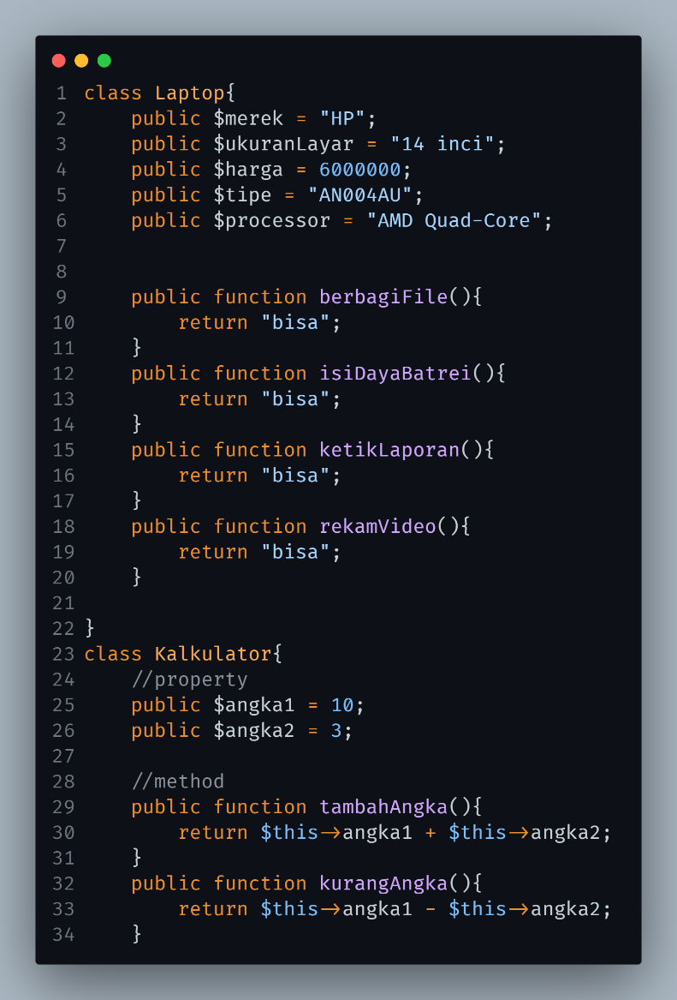 1 class Laptop{
2     public $merek = "HP";
3     public $ukuranLayar = "14 inci";
4     public $harga = 6000000;
5     public $tipe = "AN004AU";
6     public $processor = "AMD Quad-Core";
7
8
9     public function berbagiFile(){
10         return "bisa";
11     }
12     public function isiDayaBatrei(){
13         return "bisa";
14     }
15     public function ketikLaporan(){
16         return "bisa";
17     }
18     public function rekamVideo(){
19         return "bisa";
20     }
21
22 }
23 class Kalkulator{
24     //property
25     public $angka1 = 10;
26     public $angka2 = 3;
27
28     //method
29     public function tambahAngka(){
30         return $this->angka1 + $this->angka2;
31     }
32     public function kurangAngka(){
33         return $this->angka1 - $this->angka2;
34     }